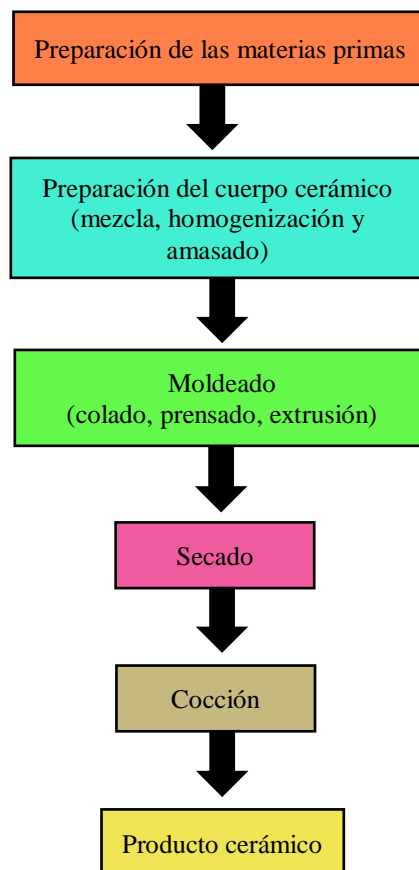 Preparación de las materias primas
Preparación del cuerpo cerámico
(mezcla, homogenización y
amasado)
Moldeado
(colado, prensado, extrusión)
Secado
Cocción
Producto cerámico